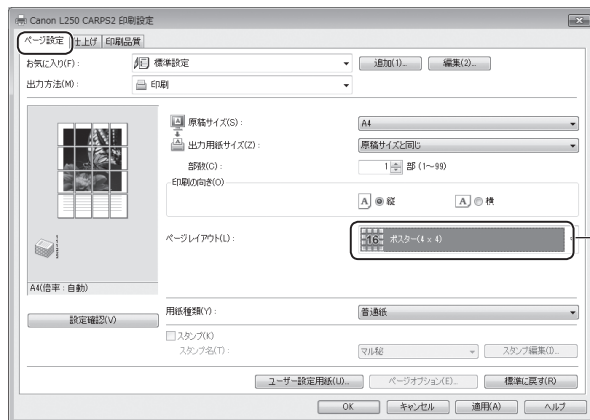 Canon L250 CARPS2 印刷設定
ページ設定 仕上げ 印刷品質
お気に入り(F): 標準設定 追加(1)... 編集(2)...
出力方法(M): 印刷
原稿サイズ(S): A4
出力用紙サイズ(Z): 原稿サイズと同じ
部数(C): 1 部 (1~99)
印刷の向き(O)
A 縦 A 横
ページレイアウト(L): 16 ポスター(4 x 4)
A4(倍率:自動)
設定確認(V)
用紙種類(Y): 普通紙
スタンプ(K)
スタンプ名(T): マル秘 スタンプ編集(D)...
ユーザー設定用紙(U)... ページオプション(E)... 標準に戻す(R)
OK キャンセル 適用(A) ヘルプ